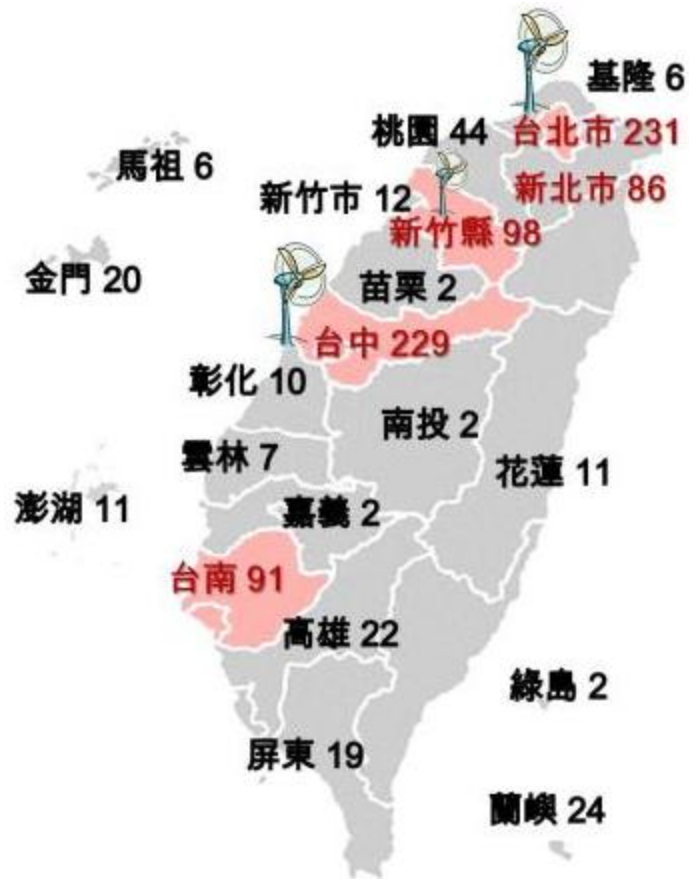 基隆 6
桃園 44
台北市 231
馬祖 6
新竹市 12
新北市 86
新竹縣 98
金門 20
苗栗 2
台中 229
彰化 10
南投 2
雲林 7
花蓮 11
澎湖 11
嘉義 2
台南 91
高雄 22
綠島 2
屏東 19
蘭嶼 24